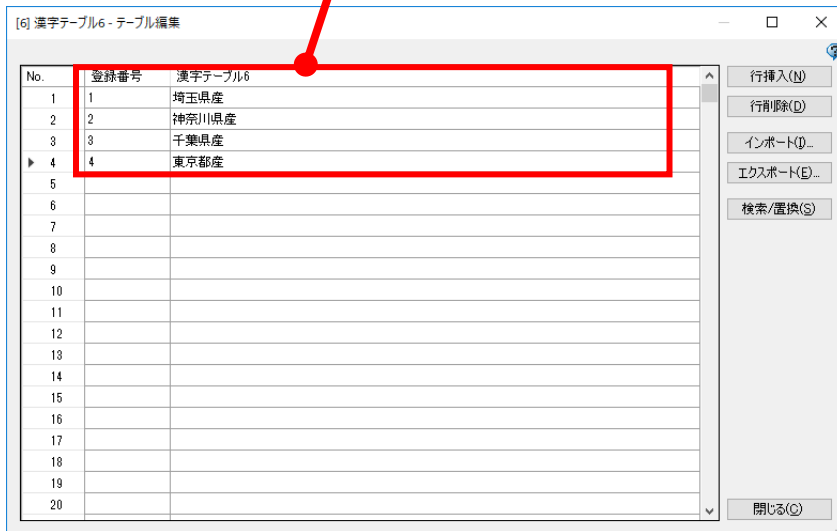 [6] 漢字テーブル6 - テーブル編集
No. 登録番号 漢字テーブル6
1 1 埼玉県産
2 2 神奈川県産
3 3 千葉県産
4 4 東京都産
5
6
7
8
9
10
11
12
13
14
15
16
17
18
19
20
行挿入(N)
行削除(D)
インポート(I)...
エクスポート(E)...
検索/置換(S)
閉じる(C)